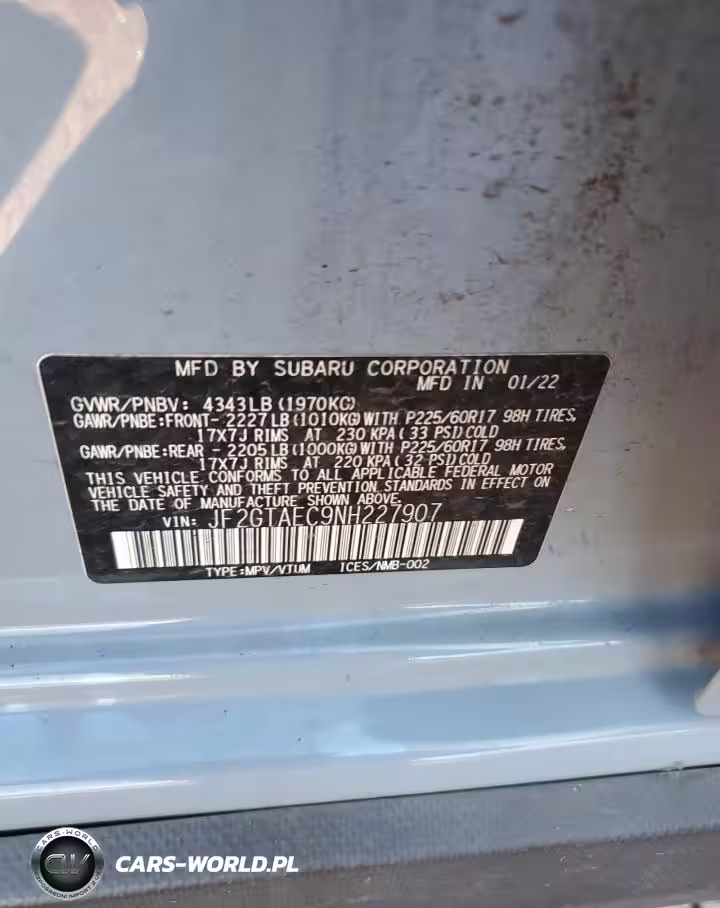 MFD BY SUBARU CORPORATION
MFD IN 01/22
GVWR/PNBV: 4343LB (1970KG)
GAWR/PNBE:FRONT- 2227LB (1010KG) WITH P225/60R17 98H TIRES,
17X7J RIMS AT 230 KPA ( 33 PSI) COLD
GAWR/PNBE:REAR - 2205LB (1000KG) WITH P225/60R17 98H TIRES,
17X7J RIMS AT 220 KPA ( 32 PSI) COLD
THIS VEHICLE CONFORMS TO ALL APPLICABLE FEDERAL MOTOR
VEHICLE SAFETY AND THEFT PREVENTION STANDARDS IN EFFECT ON
THE DATE OF MANUFACTURE SHOWN ABOVE.
VIN: JF2GTAEC9NH227907
TYPE:MPV/VTUM ICES/NMB-002
CARS-WORLD
CW
CARS-WORLD.PL